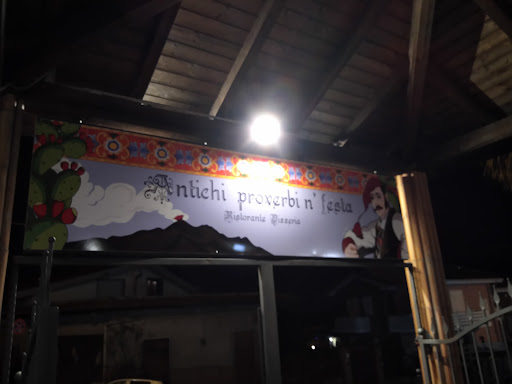 Antichi proverbi n' festa
Ristorante Pizzeria